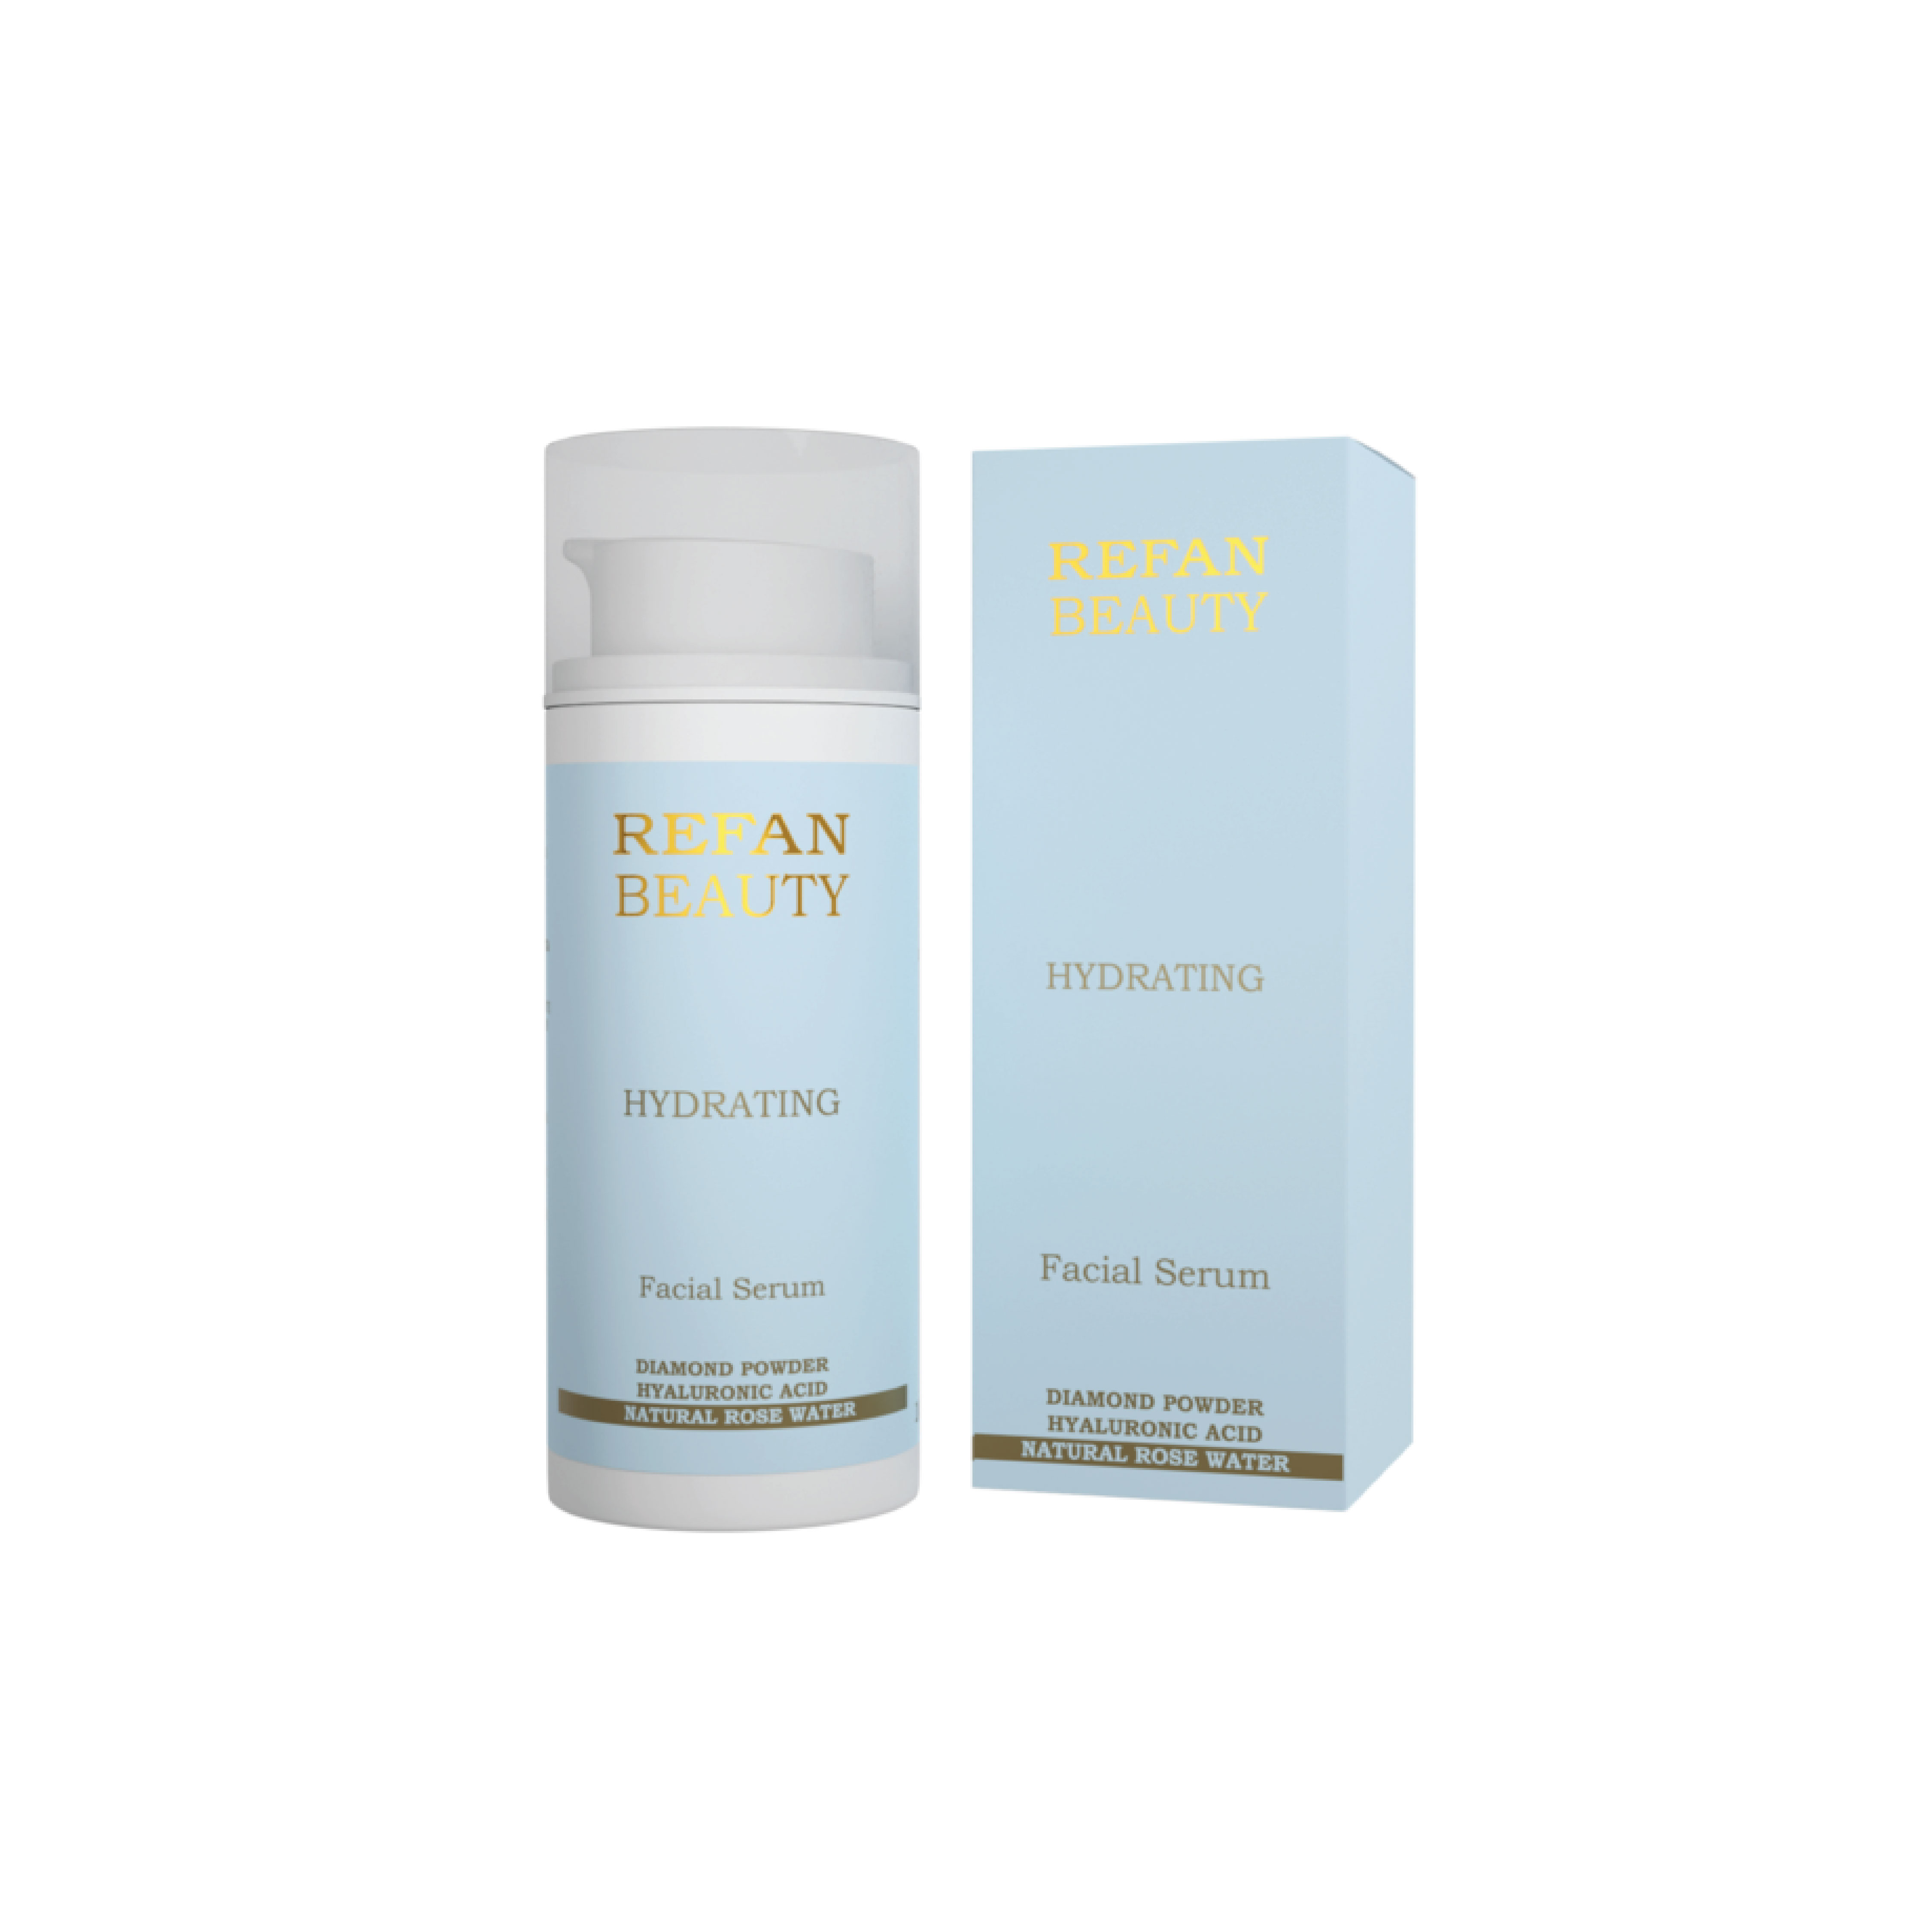 REFAN
BEAUTY
HYDRATING
Facial Serum
DIAMOND POWDER
HYALURONIC ACID
NATURAL ROSE WATER
REFAN
BEAUTY
HYDRATING
Facial Serum
DIAMOND POWDER
HYALURONIC ACID
NATURAL ROSE WATER